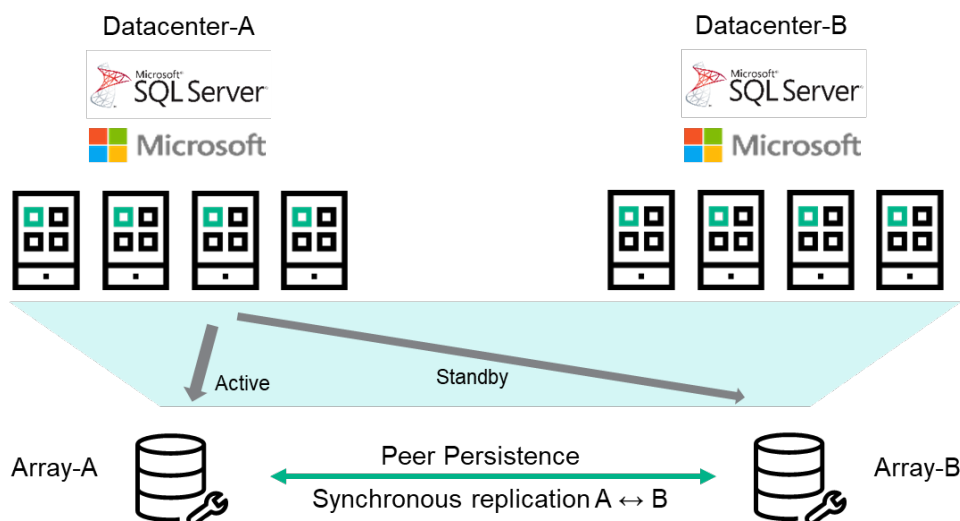 Datacenter-A
Datacenter-B
Microsoft®
SQL Server®
Microsoft
Microsoft®
SQL Server®
Microsoft
Active
Standby
Array-A
Peer Persistence
Synchronous replication A ↔ B
Array-B